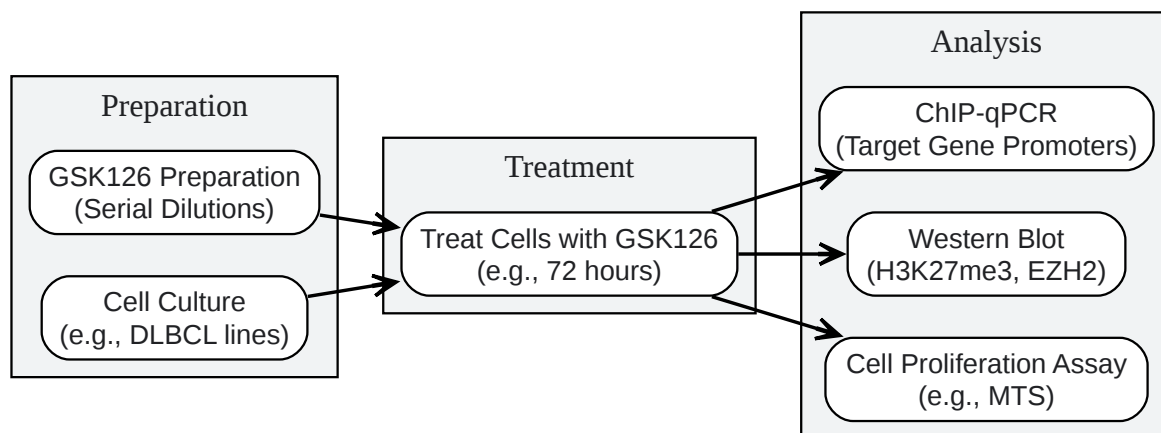 Preparation
GSK126 Preparation
(Serial Dilutions)
Cell Culture
(e.g., DLBCL lines)
Treatment
Treat Cells with GSK126
(e.g., 72 hours)
Analysis
ChIP-qPCR
(Target Gene Promoters)
Western Blot
(H3K27me3, EZH2)
Cell Proliferation Assay
(e.g., MTS)